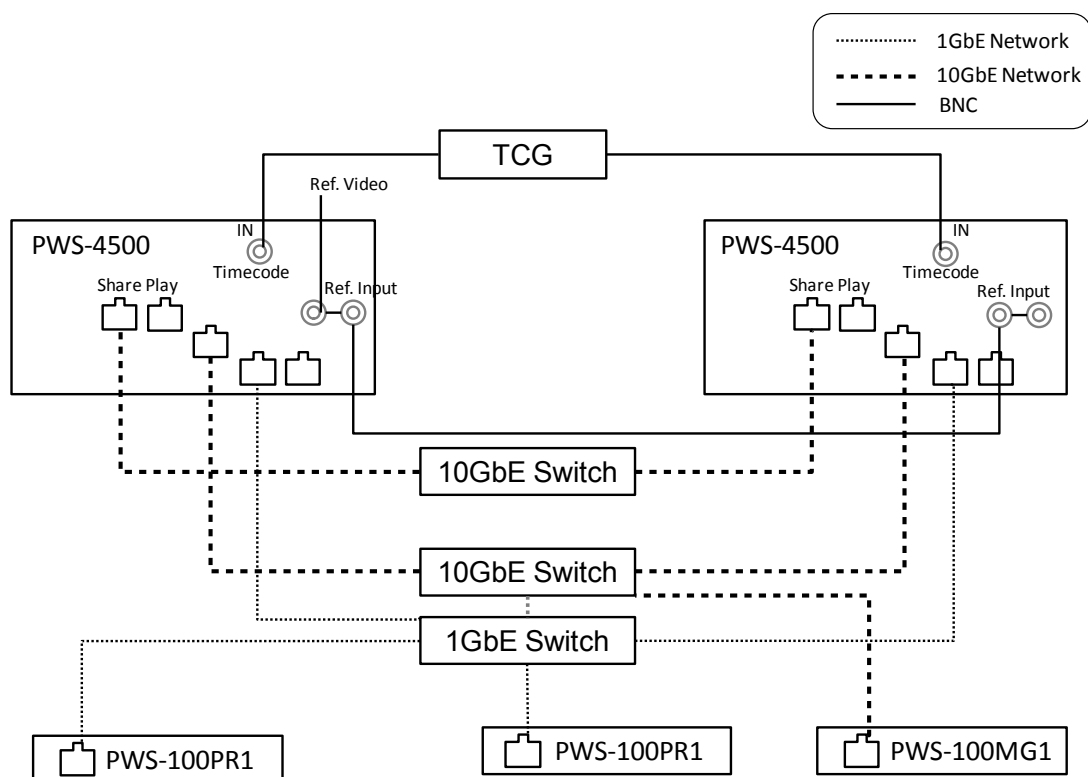 1GbE Network
10GbE Network
BNC
TCG
Ref. Video
PWS-4500
IN
Timecode
Share Play
Ref. Input
PWS-4500
IN
Timecode
Share Play
Ref. Input
10GbE Switch
10GbE Switch
1GbE Switch
PWS-100PR1
PWS-100PR1
PWS-100MG1